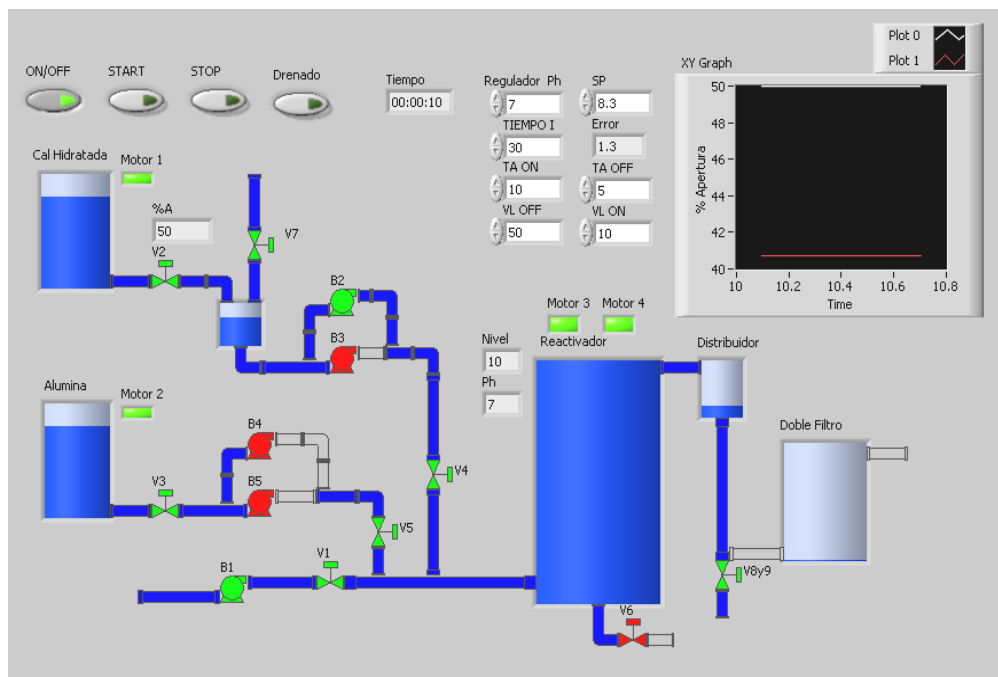 Plot 0
Plot 1
ON/OFF
START
STOP
Drenado
Tiempo
00:00:10
Regulador Ph
7
SP
8.3
TIEMPO I
30
Error
1.3
TA ON
10
TA OFF
5
VL OFF
50
VL ON
10
XY Graph
50
48
46
44
42
40
% Apertura
10
10.2
10.4
10.6
10.8
Time
Cal Hidratada
Motor 1
%A
50
V2
V7
B2
B3
Motor 3
Motor 4
Nivel
10
Ph
7
Reactivador
Distribuidor
Alumina
Motor 2
B4
B5
V3
V4
V5
Doble Filtro
B1
V1
V8y9
V6